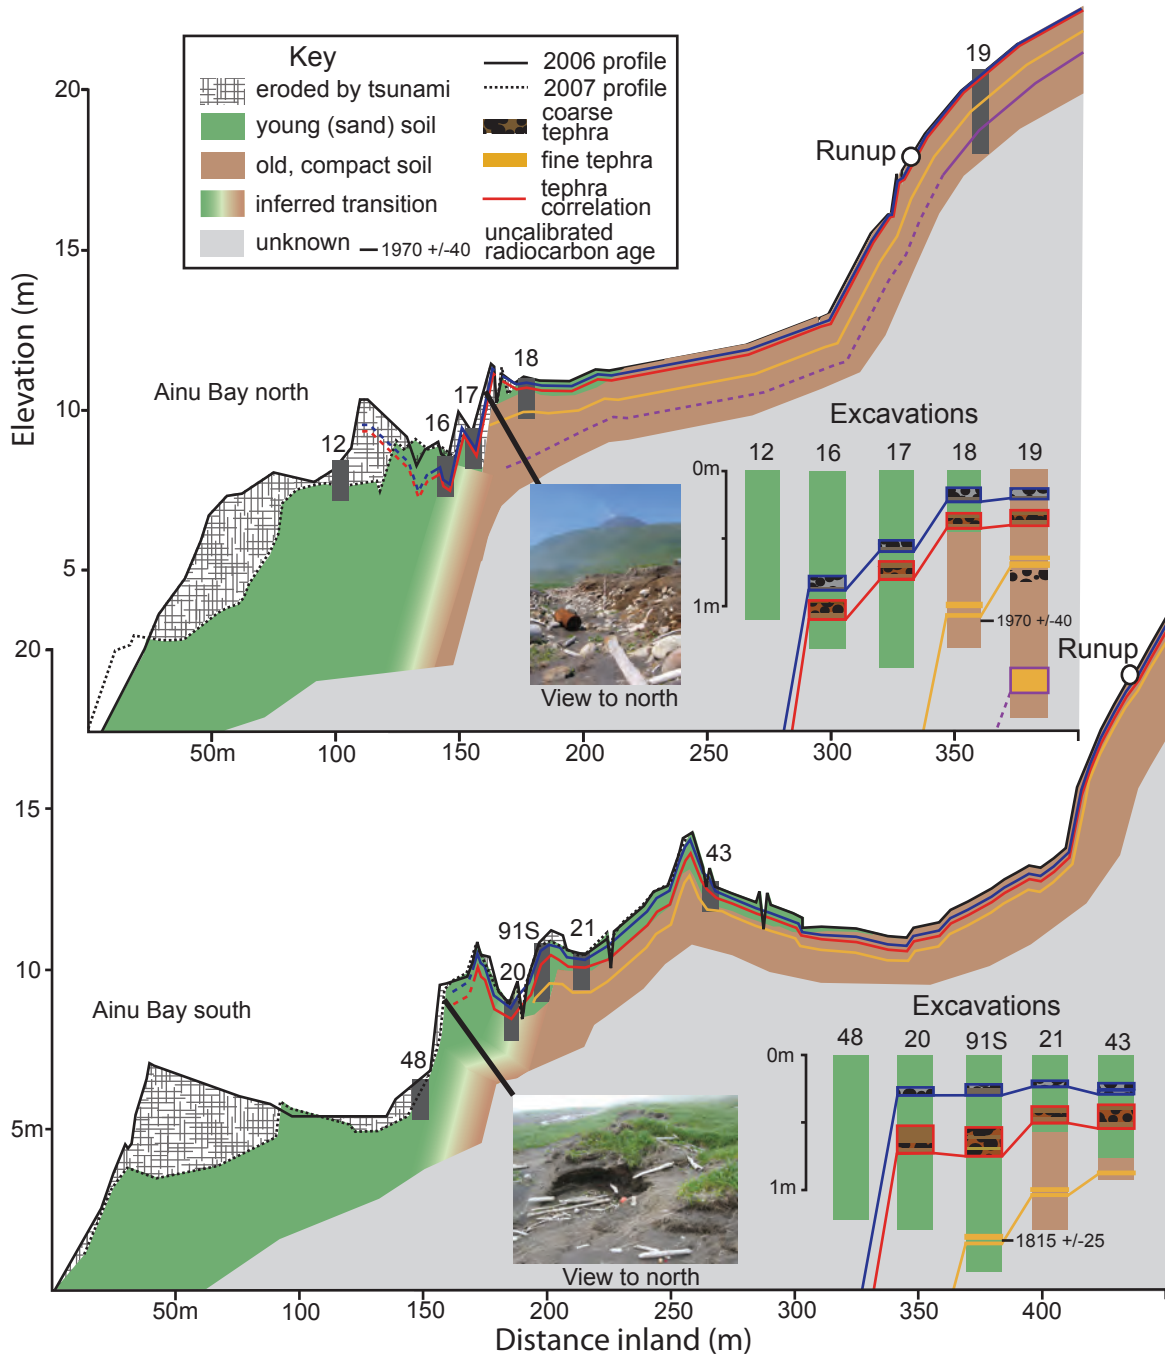 Key
eroded by tsunami
young (sand) soil
old, compact soil
inferred transition
unknown
1970 +/-40
2006 profile
2007 profile
coarse
tephra
fine tephra
tephra
correlation
uncalibrated
radiocarbon age
Elevation (m)
20
15
10
5
Ainu Bay north
12
16
17
18
19
Runup
View to north
Excavations
12
16
17
18
19
0m
1m
1970 +/-40
50m
100
150
200
250
300
350
20
15
10
5m
Ainu Bay south
48
20
91S
21
43
Runup
View to north
Excavations
48
20
91S
21
43
0m
1m
1815 +/-25
50m
100
150
200
250
300
350
400
Distance inland (m)